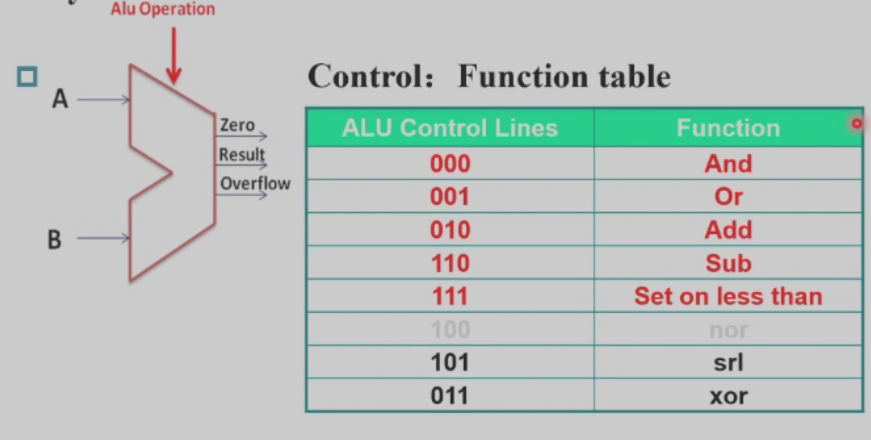 Alu Operation
A
B
Zero
Result
Overflow
Control：Function table
ALU Control Lines Function
000 And
001 Or
010 Add
110 Sub
111 Set on less than
100 nor
101 srl
011 xor